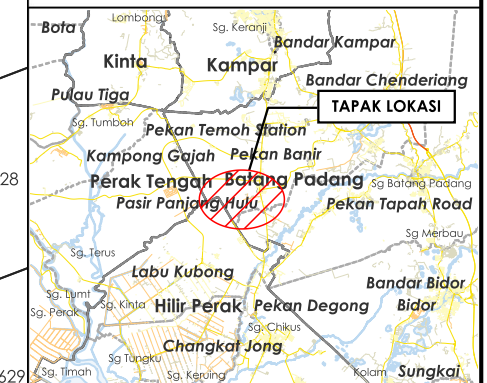 Bota
Lombong
Sg. Keranji
Bandar Kampar
Kinta
Kampar
Bandar Chenderiang
Pulau Tiga
TAPAK LOKASI
Sg. Tumboh
Pekan Temoh Station
Kampong Gajah
Pekan Banir
28
Perak Tengah
Batang Padang
Sg Batang Padang
Pasir Panjang Hulu
Pekan Tapah Road
Sg Merbau
Sg. Terus
Labu Kubong
Bandar Bidor
Sg. Lumt
Sg. Kinta
Hilir Perak
Pekan Degong
Bidor
Sg. Perak
Sg. Chikus
Changkat Jong
Sg Tungku
629
Sg. Timah
Sg. Keruing
Kolam
Sungkai